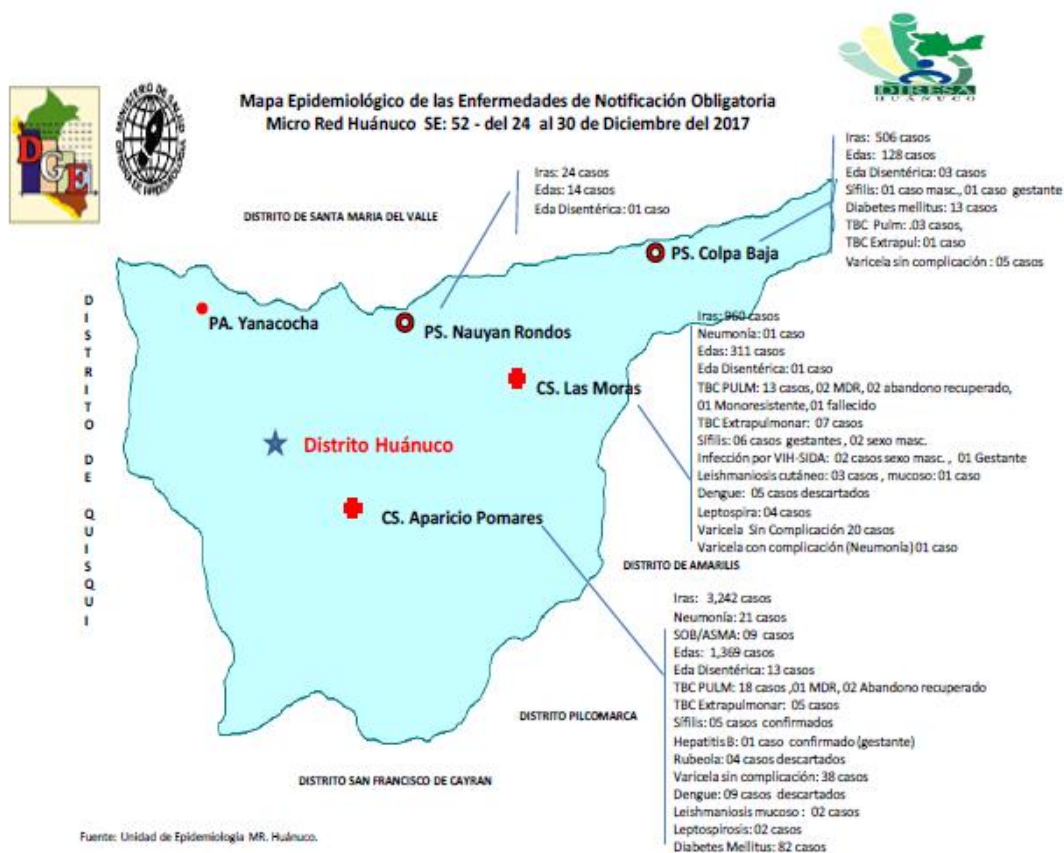 DGE
MINISTERIO DE SALUD
OFICINA DE EPIDEMIOLOGIA
DIRESA
HUÁNUCO
Mapa Epidemiológico de las Enfermedades de Notificación Obligatoria
Micro Red Huánuco SE: 52 - del 24 al 30 de Diciembre del 2017
Iras: 506 casos
Edas: 128 casos
Eda Disentérica: 03 casos
Sífilis: 01 caso masc., 01 caso gestante
Diabetes mellitus: 13 casos
TBC Pulm: .03 casos,
TBC Extrapul: 01 caso
Varicela sin complicación : 05 casos
Iras: 24 casos
Edas: 14 casos
Eda Disentérica: 01 caso
DISTRITO DE SANTA MARIA DEL VALLE
PS. Colpa Baja
DISTRITO DE QUISQUI
PA. Yanacocha
PS. Nauyan Rondos
CS. Las Moras
Distrito Huánuco
CS. Aparicio Pomares
Iras: 960 casos
Neumonía: 01 caso
Edas: 311 casos
Eda Disentérica: 01 caso
TBC PULM: 13 casos, 02 MDR, 02 abandono recuperado,
01 Monoresistente, 01 fallecido
TBC Extrapulmonar: 07 casos
Sífilis: 06 casos gestantes , 02 sexo masc.
Infección por VIH-SIDA: 02 casos sexo masc. , 01 Gestante
Leishmaniosis cutáneo: 03 casos , mucoso: 01 caso
Dengue: 05 casos descartados
Leptospira: 04 casos
Varicela Sin Complicación 20 casos
Varicela con complicación (Neumonía) 01 caso
DISTRITO DE AMARILIS
Iras: 3,242 casos
Neumonía: 21 casos
SOB/ASMA: 09 casos
Edas: 1,369 casos
Eda Disentérica: 13 casos
TBC PULM: 18 casos ,01 MDR, 02 Abandono recuperado
TBC Extrapulmonar: 05 casos
Sífilis: 05 casos confirmados
Hepatitis B: 01 caso confirmado (gestante)
Rubeola: 04 casos descartados
Varicela sin complicación: 38 casos
Dengue: 09 casos descartados
Leishmaniosis mucoso : 02 casos
Leptospirosis: 02 casos
Diabetes Mellitus: 82 casos
DISTRITO PILCOMARCA
DISTRITO SAN FRANCISCO DE CAYRAN
Fuente: Unidad de Epidemiología MR. Huánuco.